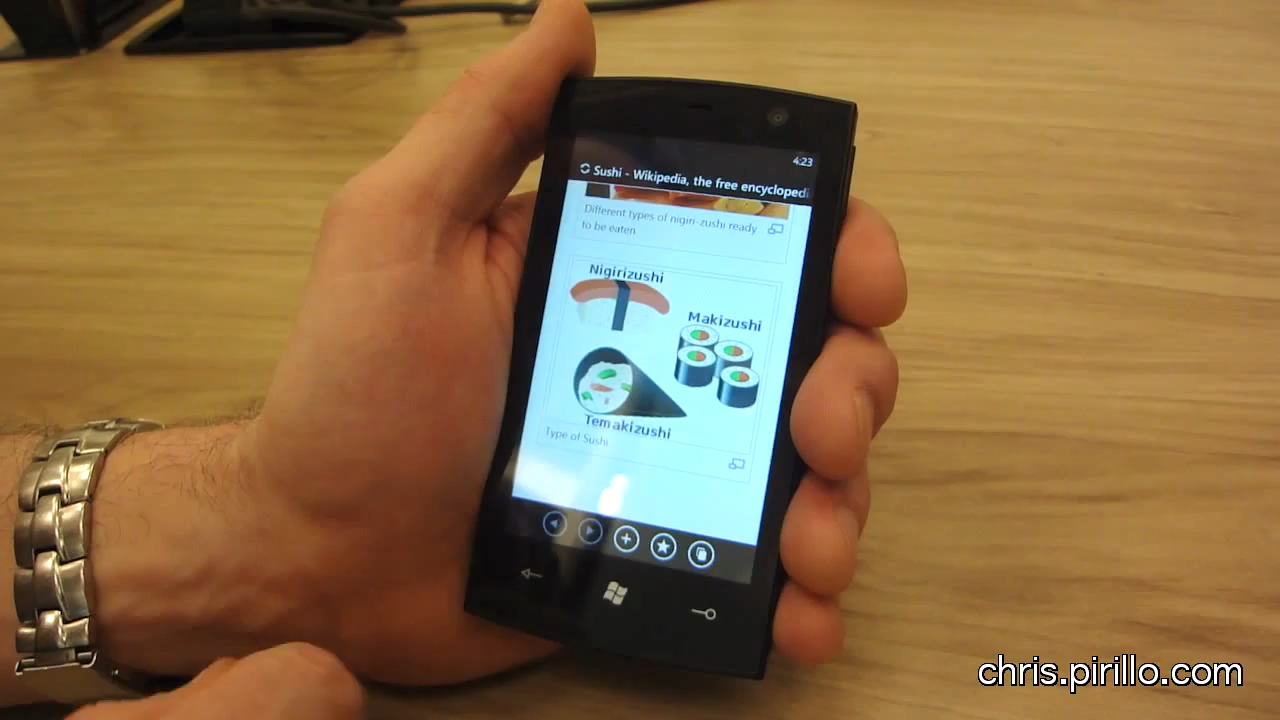 4:23
Sushi - Wikipedia, the free encyclopedi
Different types of nigiri-zushi ready
to be eaten
Nigirizushi
Makizushi
Temakizushi
Type of Sushi
chris.pirillo.com